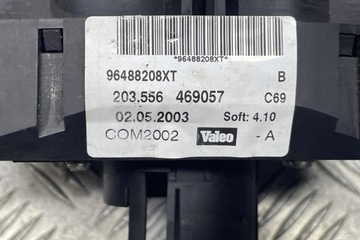 *96488208XT*
96488208XT B
203,556 469057 C69
02.05.2003 Soft: 4.10
COM2002 Valeo - A